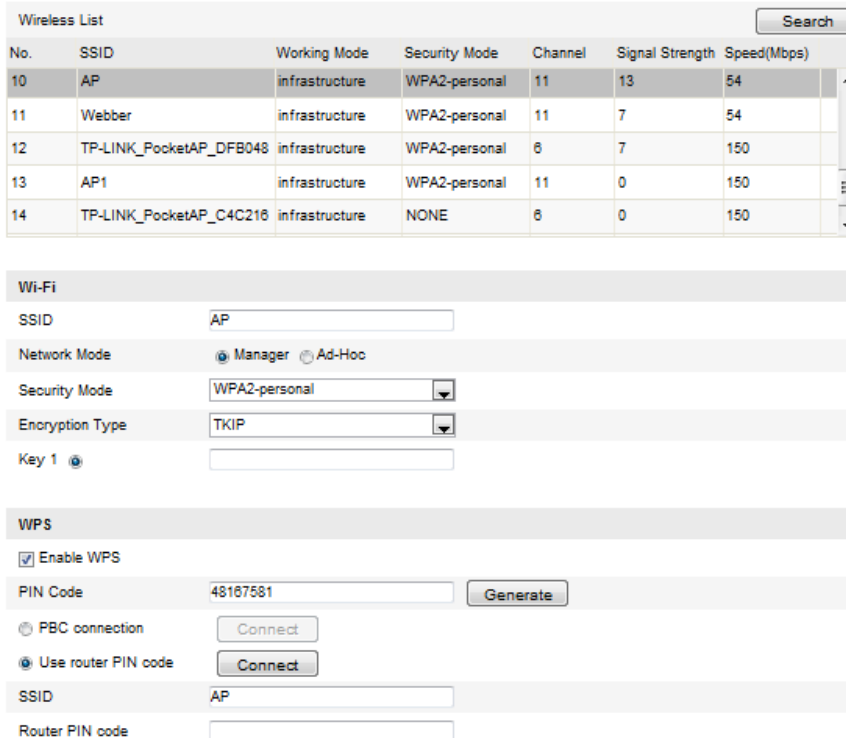 Wireless List Search
No. SSID Working Mode Security Mode Channel Signal Strength Speed(Mbps)
10 AP infrastructure WPA2-personal 11 13 54
11 Webber infrastructure WPA2-personal 11 7 54
12 TP-LINK_PocketAP_DFB048 infrastructure WPA2-personal 6 7 150
13 AP1 infrastructure WPA2-personal 11 0 150
14 TP-LINK_PocketAP_C4C216 infrastructure NONE 6 0 150
Wi-Fi
SSID AP
Network Mode Manager Ad-Hoc
Security Mode WPA2-personal
Encryption Type TKIP
Key 1
WPS
Enable WPS
PIN Code 48167581 Generate
PBC connection Connect
Use router PIN code Connect
SSID AP
Router PIN code